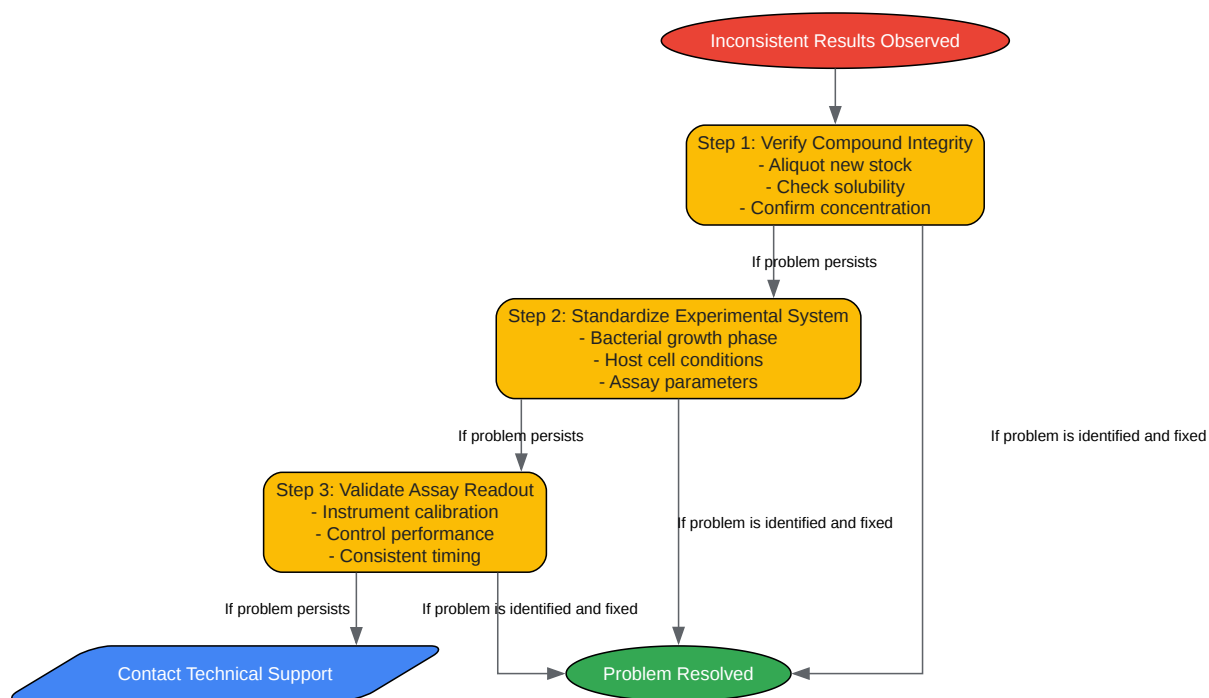 Inconsistent Results Observed
Step 1: Verify Compound Integrity
- Aliquot new stock
- Check solubility
- Confirm concentration
If problem persists
Step 2: Standardize Experimental System
- Bacterial growth phase
- Host cell conditions
- Assay parameters
If problem persists
If problem is identified and fixed
Step 3: Validate Assay Readout
- Instrument calibration
- Control performance
- Consistent timing
If problem is identified and fixed
If problem persists
If problem is identified and fixed
Contact Technical Support
Problem Resolved